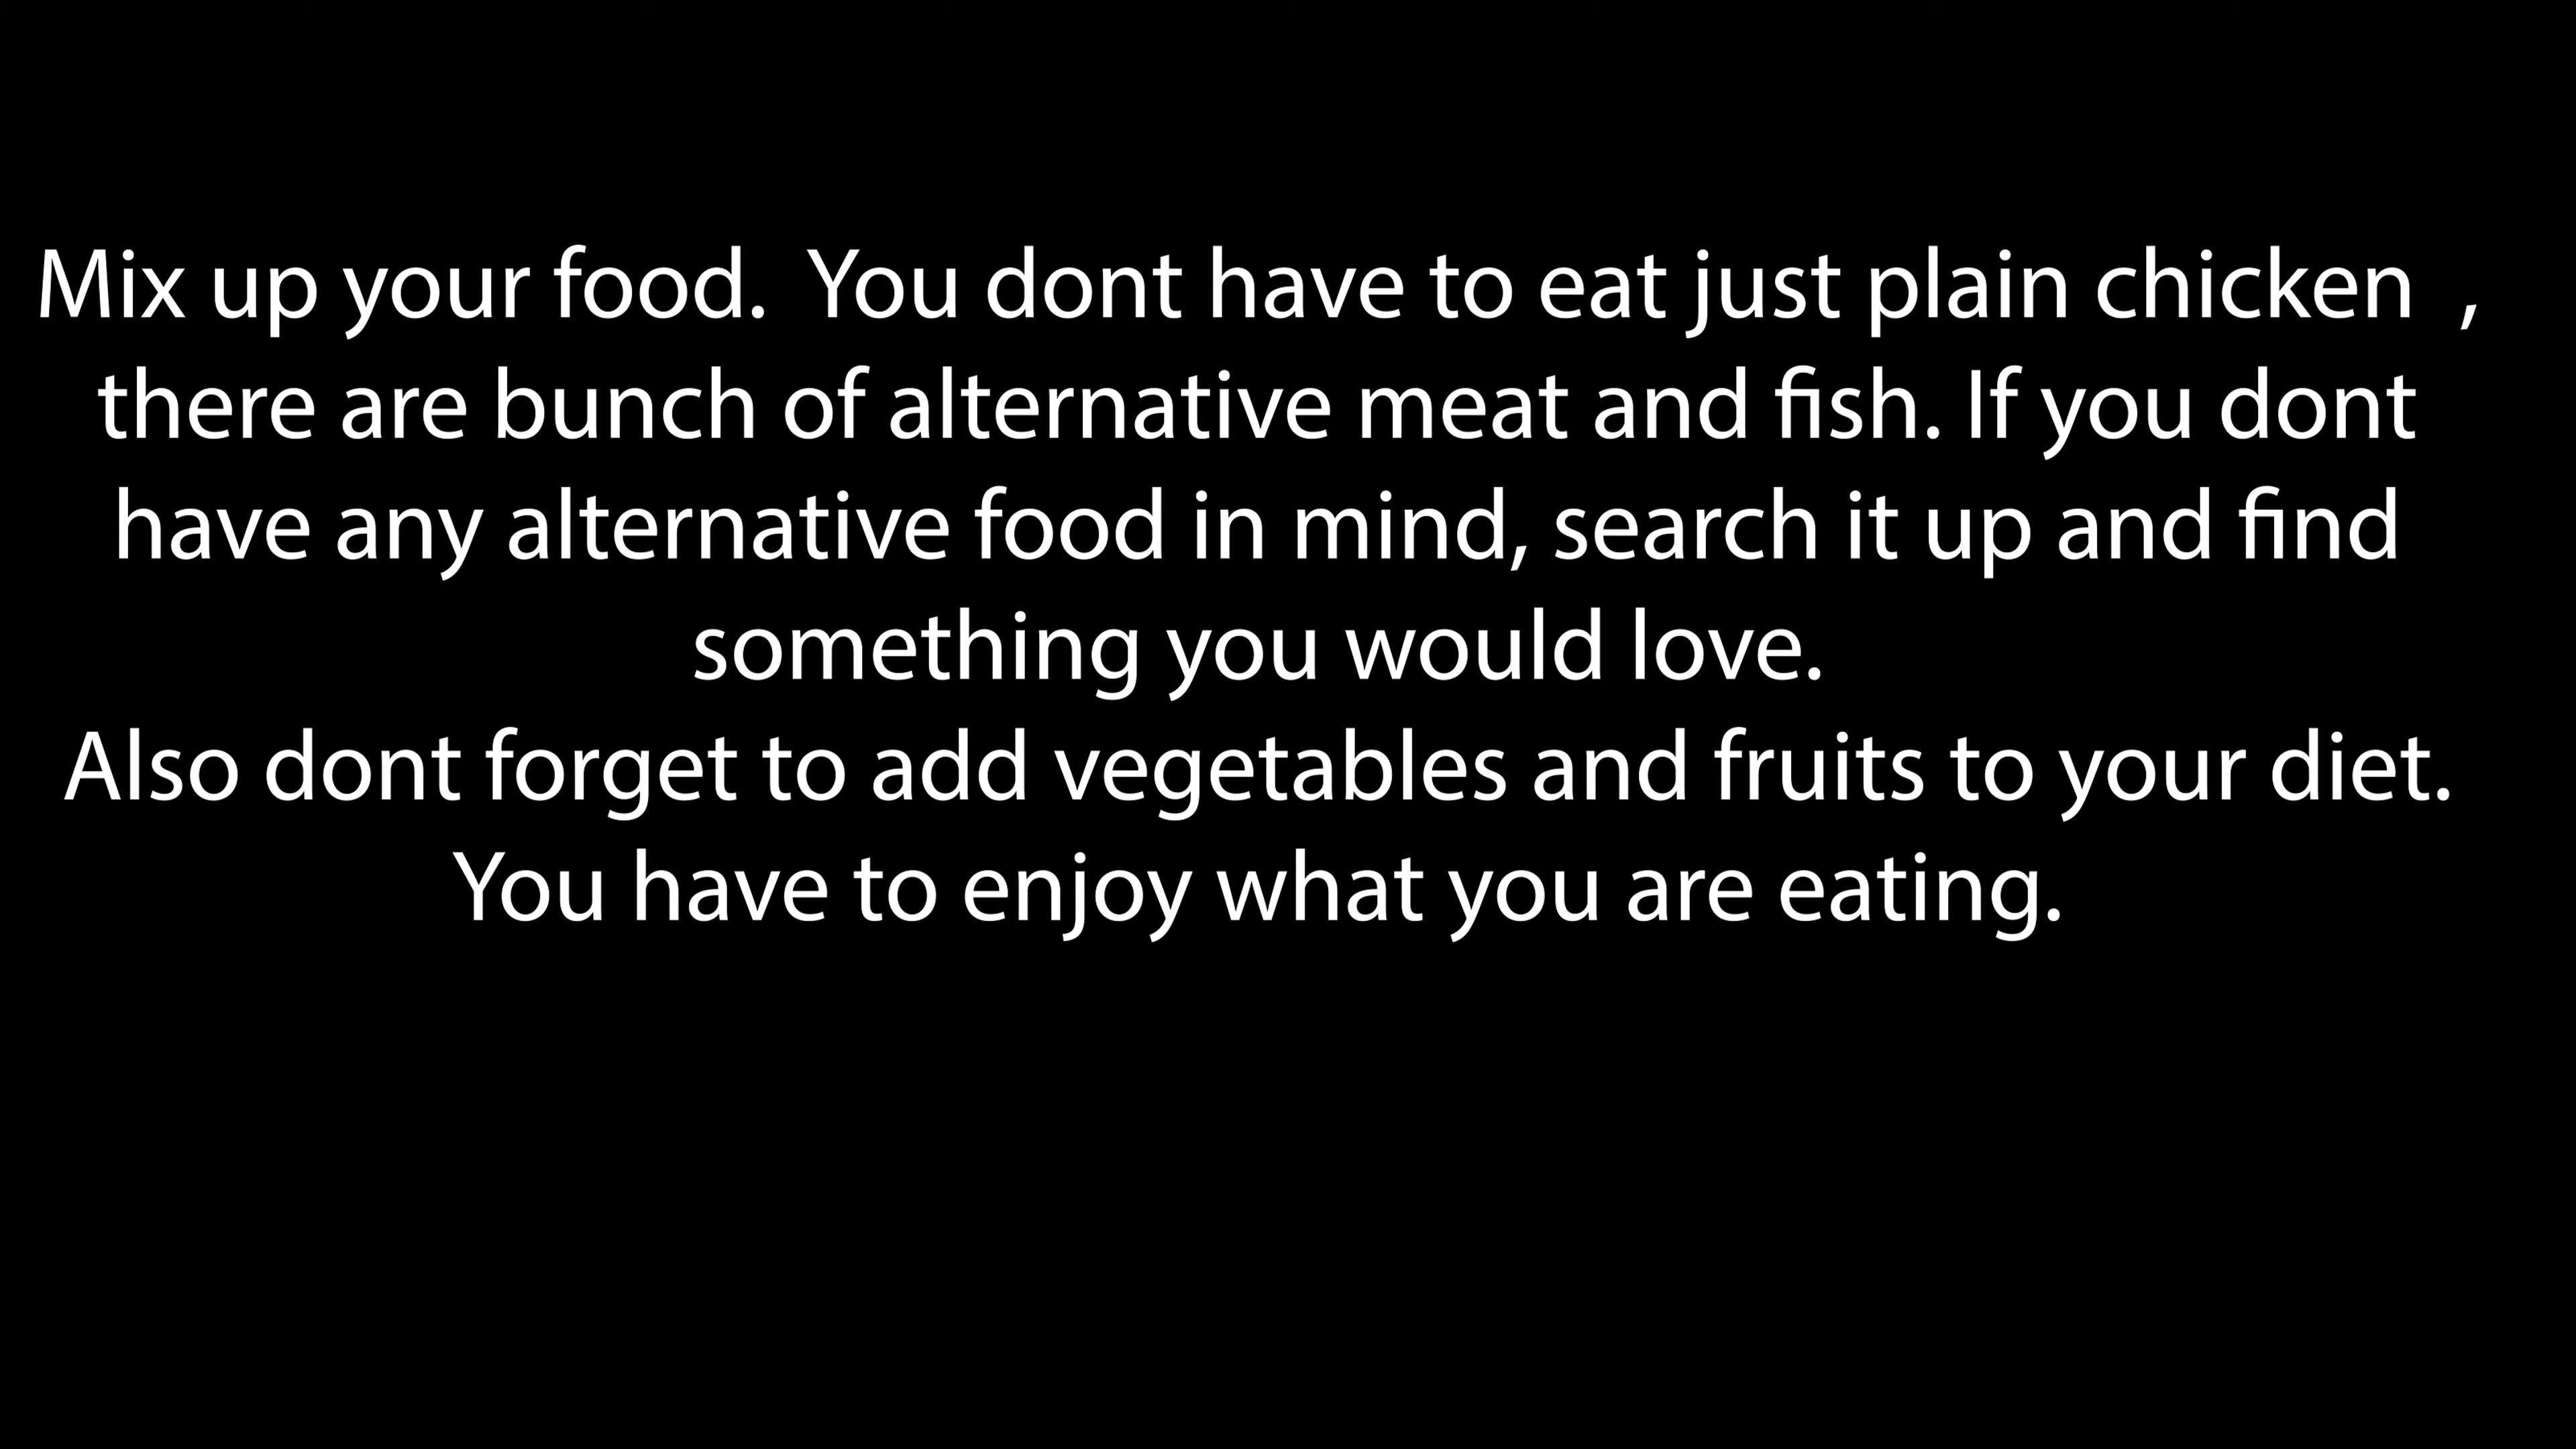 Mix up your food.  You dont have to eat just plain chicken  ,
there are bunch of alternative meat and fish. If you dont
have any alternative food in mind, search it up and find
something you would love.
Also dont forget to add vegetables and fruits to your diet.
You have to enjoy what you are eating.